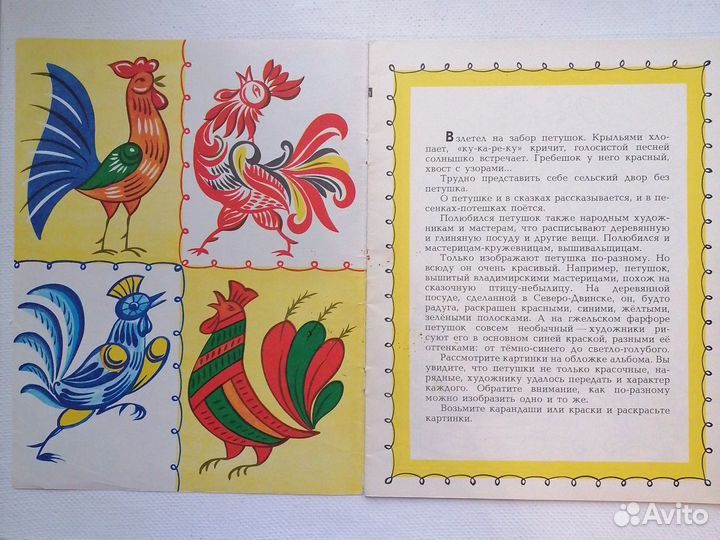 Взлетел на забор петушок. Крыльями хло-
пает, «ку-ка-ре-ку» кричит, голосистой песней
солнышко встречает. Гребешок у него красный,
хвост с узорами...
Трудно представить себе сельский двор без
петушка.
О петушке и в сказках рассказывается, и в пе-
сенках-потешках поётся.
Полюбился петушок также народным худож-
никам и мастерам, что расписывают деревянную
и глиняную посуду и другие вещи. Полюбился и
мастерицам-кружевницам, вышивальщицам.
Только изображают петушка по-разному. Но
всюду он очень красивый. Например, петушок,
вышитый владимирскими мастерицами, похож на
сказочную птицу-небылицу. На деревянной
посуде, сделанной в Северо-Двинске, он, будто
радуга, раскрашен красными, синими, жёлтыми,
зелёными полосками. А на гжельском фарфоре
петушок совсем необычный — художники ри-
суют его в основном синей краской, разными её
оттенками: от тёмно-синего до светло-голубого.
Рассмотрите картинки на обложке альбома. Вы
увидите, что петушки не только красочные, на-
рядные, художнику удалось передать и характер
каждого. Обратите внимание, как по-разному
можно изобразить одно и то же.
Возьмите карандаши или краски и раскрасьте
картинки.
Avito